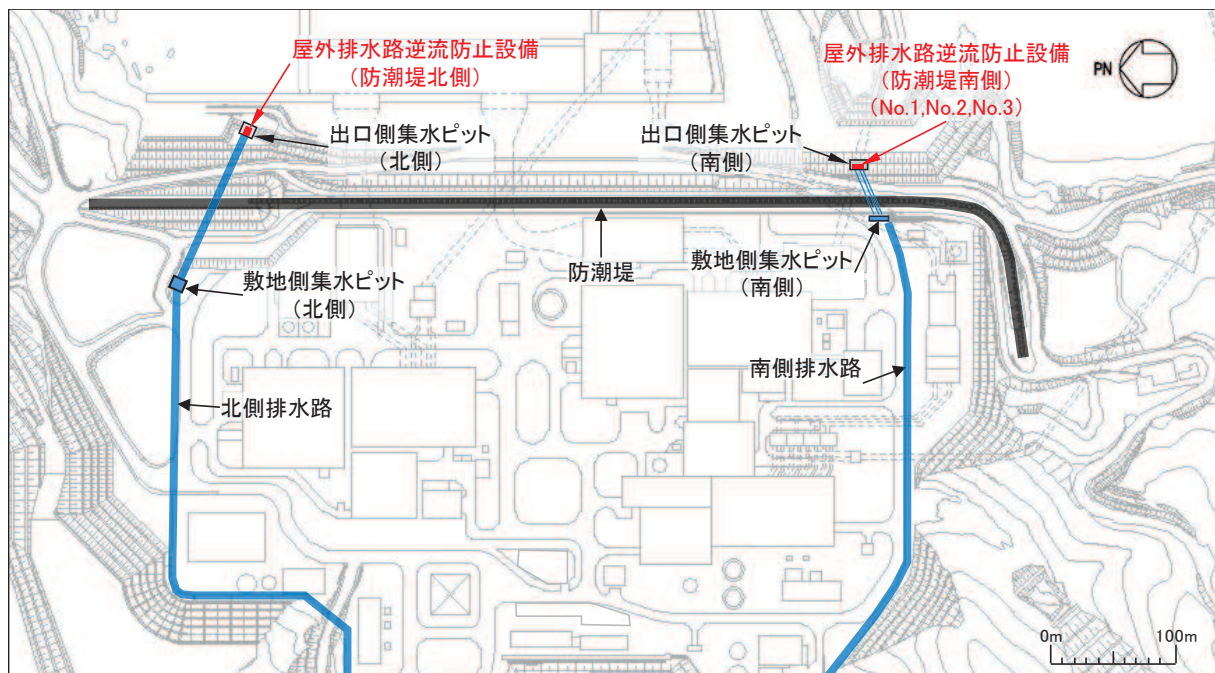 屋外排水路逆流防止設備
(防潮堤北側)
出口側集水ピット
(北側)
屋外排水路逆流防止設備
(防潮堤南側)
(No.1,No.2,No.3)
PN
出口側集水ピット
(南側)
敷地側集水ピット
(北側)
防潮堤
敷地側集水ピット
(南側)
北側排水路
南側排水路
0m
100m